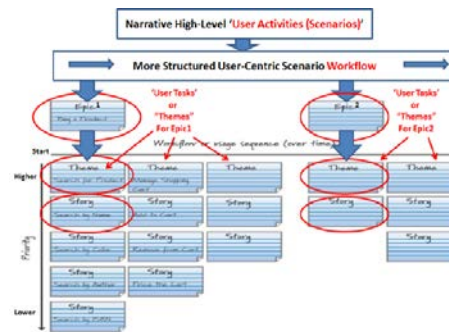 Narrative High-Level 'User Activities (Scenarios)'
More Structured User-Centric Scenario Workflow
Epic 1
Buy a Product
'User Tasks'
or
"Themes"
For Epic1
Epic 2
'User Tasks'
or
"Themes"
For Epic2
Start
Workflow or usage sequence (over time)
Higher
Priority
Lower
Theme
Search for Product
Theme
Manage Shopping
Cart
Theme
Theme
Theme
Story
Search by Name
Story
Add to Cart
Story
Story
Story
Story
Search by Color
Story
Remove from Cart
Story
Story
Story
Search by Author
Story
Price the Cart
Story
Search by ISBN